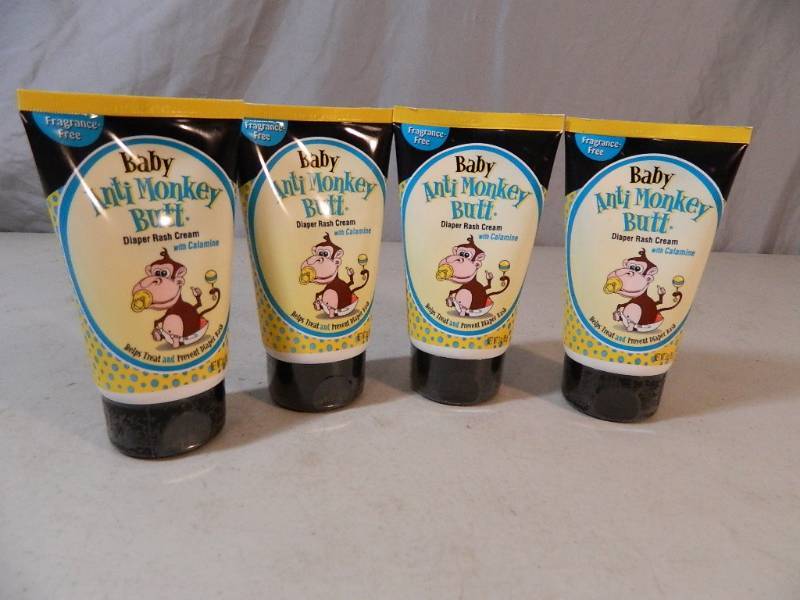 Fragrance-
Free
Baby
Anti Monkey
Butt
Diaper Rash Cream
with Calamine
Helps Treat and Prevent Diaper Rash
Fragrance-
Free
Baby
Anti Monkey
Butt
Diaper Rash Cream
with Calamine
Helps Treat and Prevent Diaper Rash
Fragrance-
Free
Baby
Anti Monkey
Butt
Diaper Rash Cream
with Calamine
Helps Treat and Prevent Diaper Rash
Fragrance-
Free
Baby
Anti Monkey
Butt
Diaper Rash Cream
with Calamine
Helps Treat and Prevent Diaper Rash